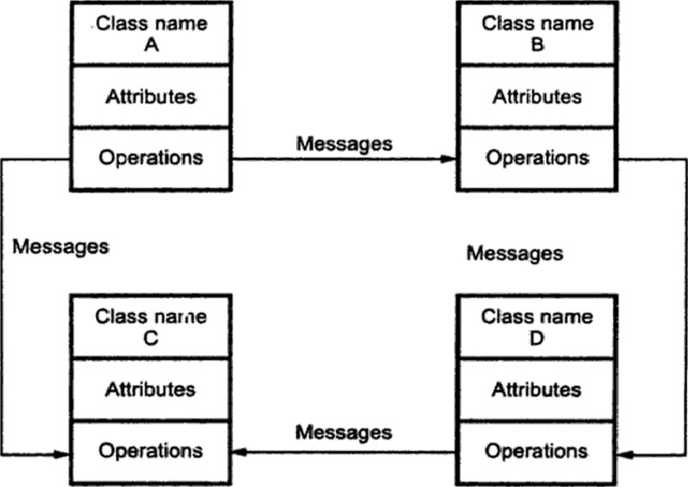 Class name
A
Attributes
Operations
Messages
Class name
B
Attributes
Operations
Messages
Messages
Class name
C
Attributes
Operations
Messages
Class name
D
Attributes
Operations